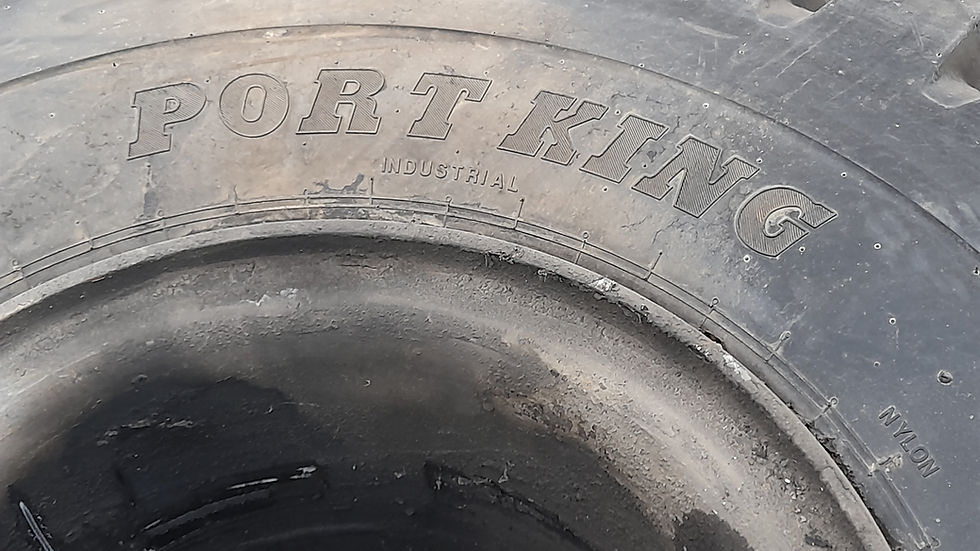 PORT KING
INDUSTRIAL
NYLON